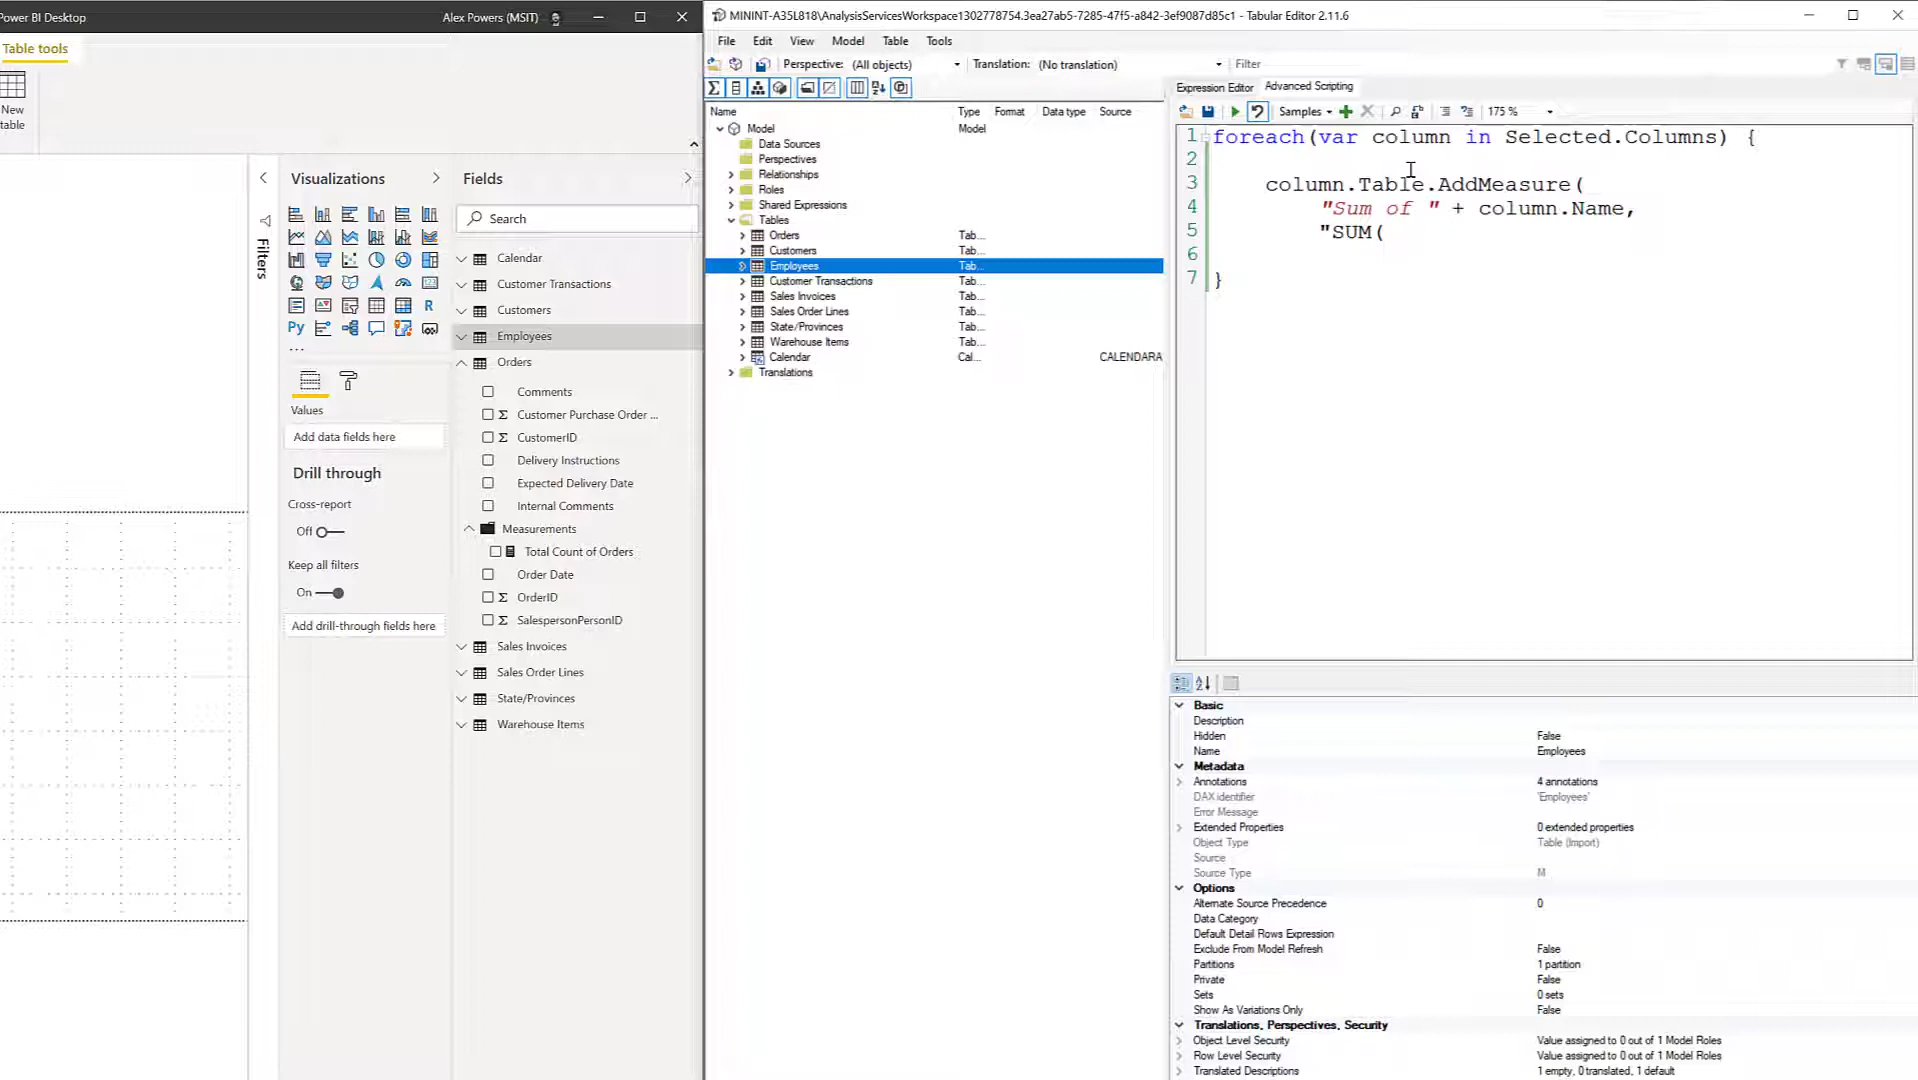 Power BI Desktop
Alex Powers (MSIT)
Table tools
New
table
Filters
Visualizations
Py
R
...
Values
Add data fields here
Drill through
Cross-report
Off
Keep all filters
On
Add drill-through fields here
Fields
Search
Calendar
Customer Transactions
Customers
Employees
Orders
Comments
Customer Purchase Order ...
CustomerID
Delivery Instructions
Expected Delivery Date
Internal Comments
Measurements
Total Count of Orders
Order Date
OrderID
SalespersonPersonID
Sales Invoices
Sales Order Lines
State/Provinces
Warehouse Items
MININT-A35L818\AnalysisServicesWorkspace1302778754.3ea27ab5-7285-47f5-a842-3ef9087d85c1 - Tabular Editor 2.11.6
File Edit View Model Table Tools
Perspective: (All objects) Translation: (No translation) Filter
Name Type Format Data type Source
Model Model
Data Sources
Perspectives
Relationships
Roles
Shared Expressions
Tables
Orders Tab...
Customers Tab...
Employees Tab...
Customer Transactions Tab...
Sales Invoices Tab...
Sales Order Lines Tab...
State/Provinces Tab...
Warehouse Items Tab...
Calendar Cal... CALENDARA
Translations
Expression Editor Advanced Scripting
Samples 175 %
1 foreach(var column in Selected.Columns) {
2
3 column.Table.AddMeasure(
4 "Sum of " + column.Name,
5 "SUM(
6
7 }
Basic
Description
Hidden False
Name Employees
Metadata
Annotations 4 annotations
DAX identifier 'Employees'
Error Message
Extended Properties 0 extended properties
Object Type Table (Import)
Source
Source Type M
Options
Alternate Source Precedence 0
Data Category
Default Detail Rows Expression
Exclude From Model Refresh False
Partitions 1 partition
Private False
Sets 0 sets
Show As Variations Only False
Translations, Perspectives, Security
Object Level Security Value assigned to 0 out of 1 Model Roles
Row Level Security Value assigned to 0 out of 1 Model Roles
Translated Descriptions 1 empty, 0 translated, 1 default